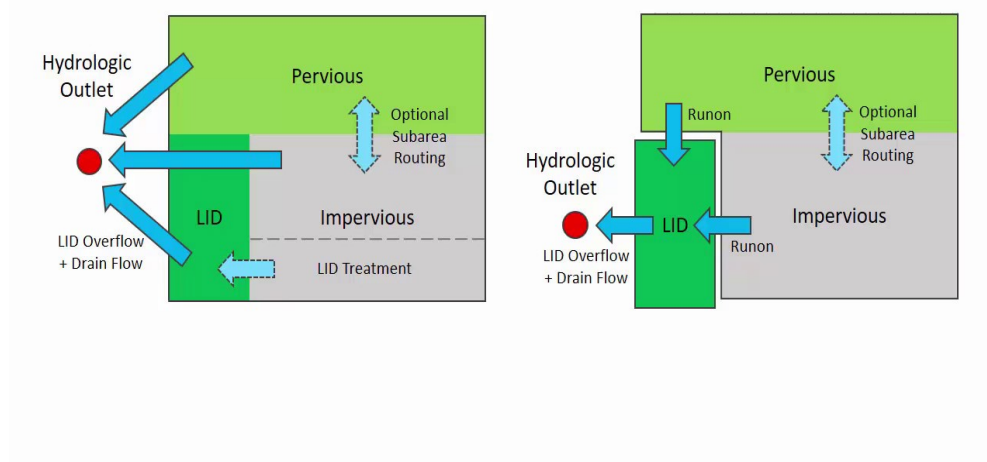 Hydrologic
Outlet
Pervious
Optional
Subarea
Routing
LID
Impervious
LID Overflow
+ Drain Flow
LID Treatment
Pervious
Runon
Optional
Subarea
Routing
Hydrologic
Outlet
LID
Impervious
Runon
LID Overflow
+ Drain Flow